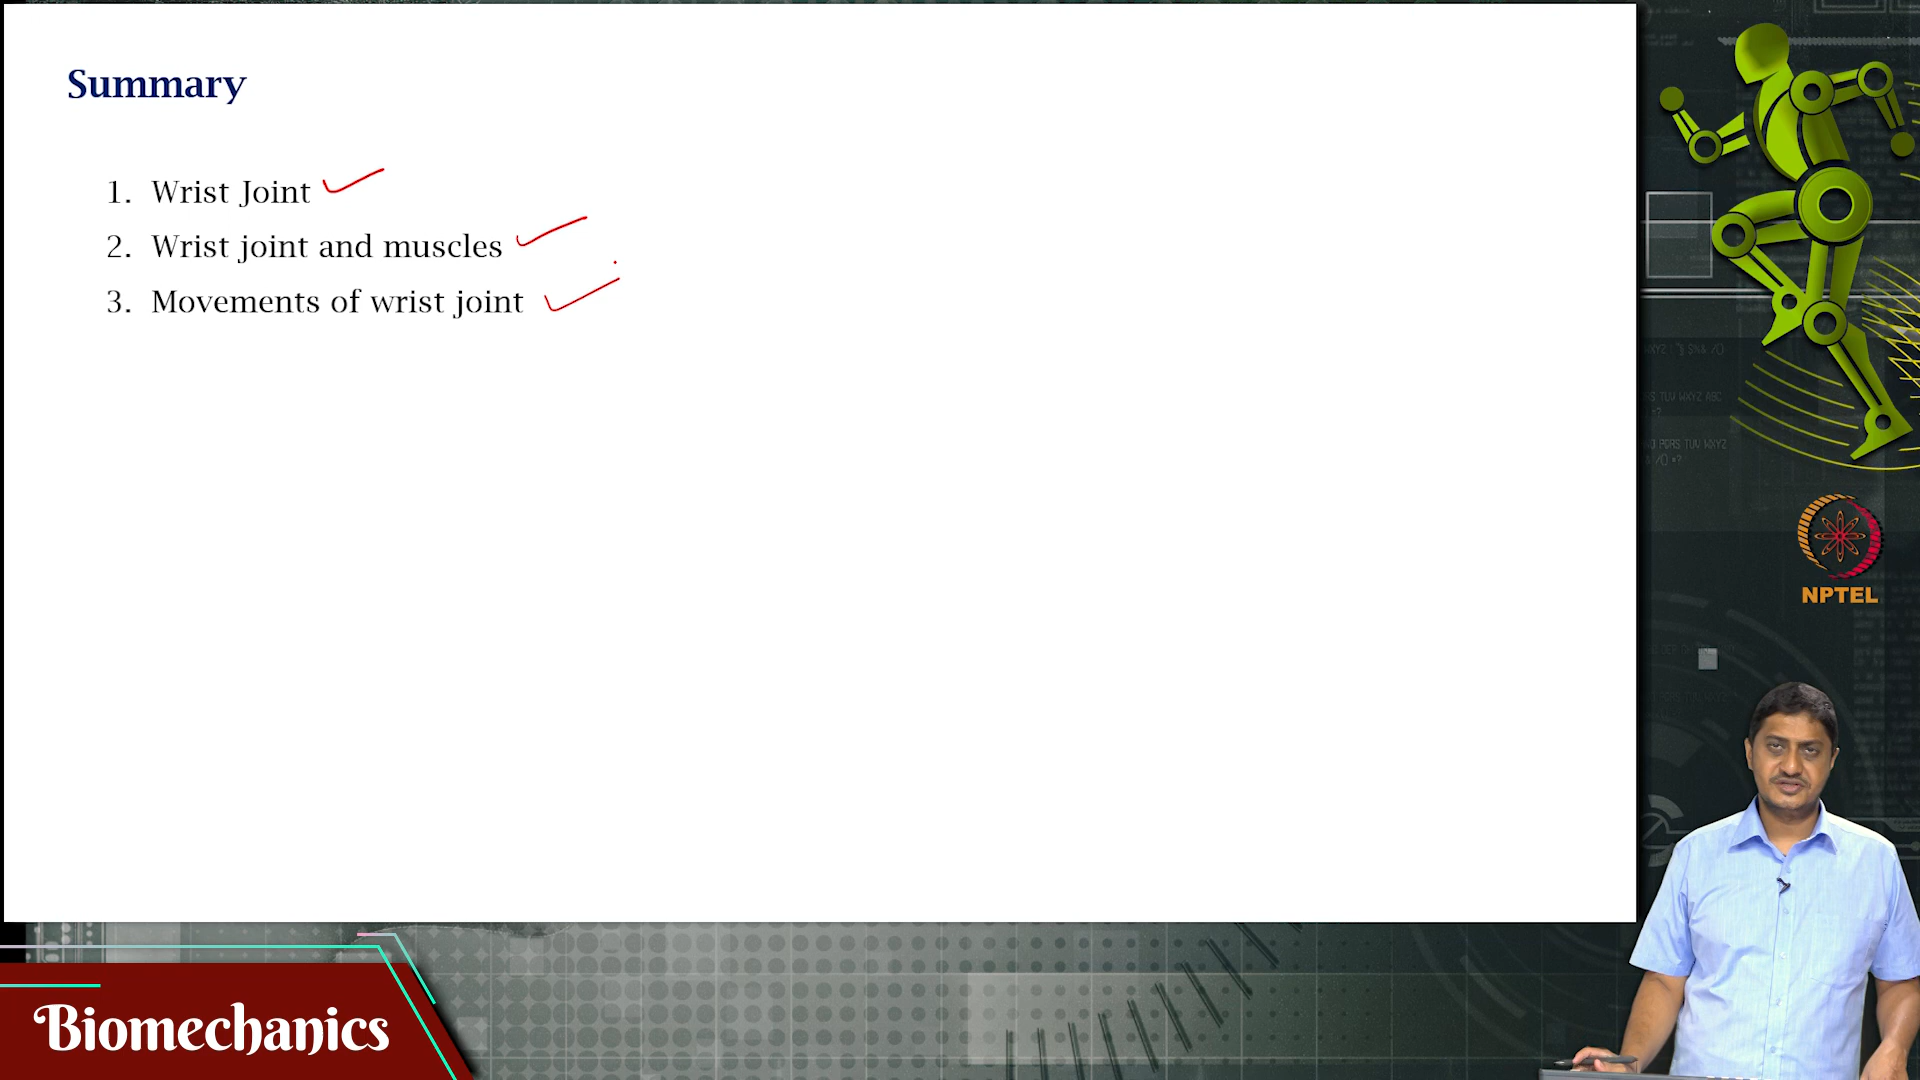 Summary
1. Wrist Joint
2. Wrist joint and muscles
3. Movements of wrist joint
NPTEL
Biomechanics